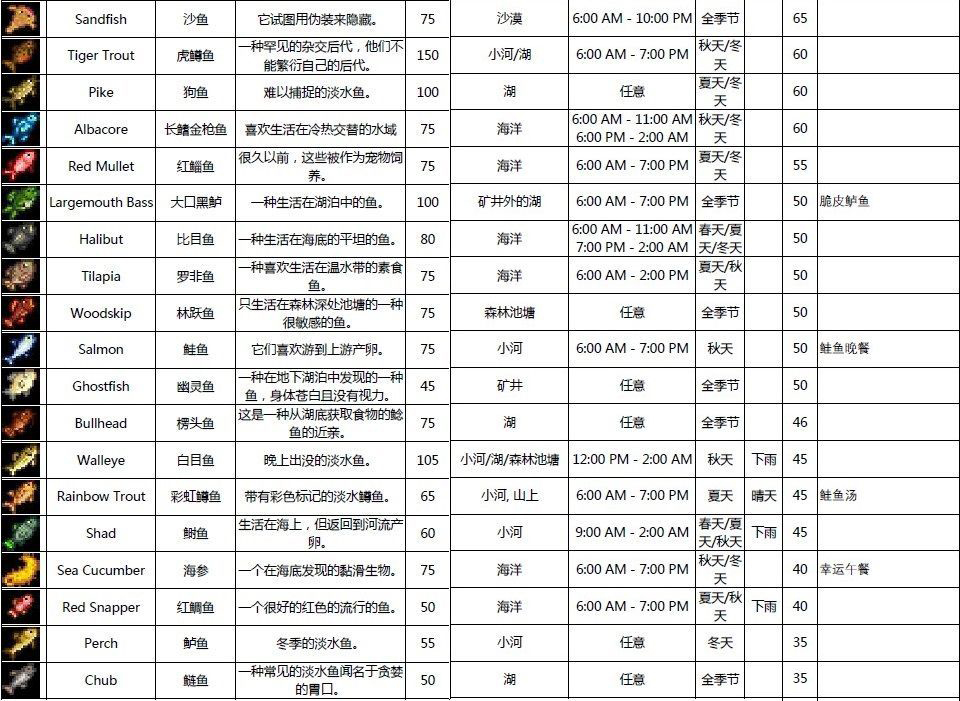 Sandfish 沙鱼 它试图用伪装来隐藏。 75 沙漠 6:00 AM - 10:00 PM 全季节 65
Tiger Trout 虎鳟鱼 一种罕见的杂交后代，他们不能繁衍自己的后代。 150 小河/湖 6:00 AM - 7:00 PM 秋天/冬天 60
Pike 狗鱼 难以捕捉的淡水鱼。 100 湖 任意 夏天/冬天 60
Albacore 长鳍金枪鱼 喜欢生活在冷热交替的水域 75 海洋 6:00 AM - 11:00 AM 6:00 PM - 2:00 AM 秋天/冬天 60
Red Mullet 红鲻鱼 很久以前，这些被作为宠物饲养。 75 海洋 6:00 AM - 7:00 PM 夏天/冬天 55
Largemouth Bass 大口黑鲈 一种生活在湖泊中的鱼。 100 矿井外的湖 6:00 AM - 7:00 PM 全季节 50 脆皮鲈鱼
Halibut 比目鱼 一种生活在海底的平坦的鱼。 80 海洋 6:00 AM - 11:00 AM 7:00 PM - 2:00 AM 春天/夏天/冬天 50
Tilapia 罗非鱼 一种喜欢生活在温水带的素食鱼。 75 海洋 6:00 AM - 2:00 PM 夏天/秋天 50
Woodskip 林跃鱼 只生活在森林深处池塘的一种很敏感的鱼。 75 森林池塘 任意 全季节 50
Salmon 鲑鱼 它们喜欢游到上游产卵。 75 小河 6:00 AM - 7:00 PM 秋天 50 鲑鱼晚餐
Ghostfish 幽灵鱼 一种在地下湖泊中发现的一种鱼，身体苍白且没有视力。 45 矿井 任意 全季节 50
Bullhead 楞头鱼 这是一种从湖底获取食物的鲶鱼的近亲。 75 湖 任意 全季节 46
Walleye 白目鱼 晚上出没的淡水鱼。 105 小河/湖/森林池塘 12:00 PM - 2:00 AM 秋天 下雨 45
Rainbow Trout 彩虹鳟鱼 带有彩色标记的淡水鳟鱼。 65 小河, 山上 6:00 AM - 7:00 PM 夏天 晴天 45 鲑鱼汤
Shad 鲥鱼 生活在海上，但返回到河流产卵。 60 小河 9:00 AM - 2:00 AM 春天/夏天/秋天 下雨 45
Sea Cucumber 海参 一个在海底发现的黏滑生物。 75 海洋 6:00 AM - 7:00 PM 秋天/冬天 40 幸运午餐
Red Snapper 红鲷鱼 一个很好的红色的流行的鱼。 50 海洋 6:00 AM - 7:00 PM 夏天/秋天 下雨 40
Perch 鲈鱼 冬季的淡水鱼。 55 小河 任意 冬天 35
Chub 鲢鱼 一种常见的淡水鱼闻名于贪婪的胃口。 50 湖 任意 全季节 35